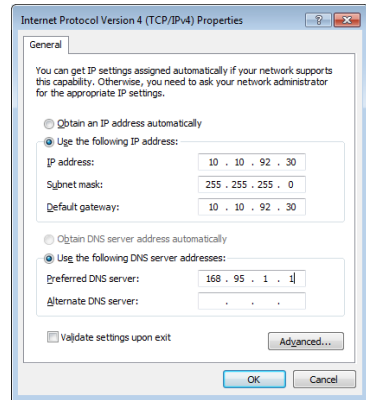 Internet Protocol Version 4 (TCP/IPv4) Properties
General
You can get IP settings assigned automatically if your network supports
this capability. Otherwise, you need to ask your network administrator
for the appropriate IP settings.
Obtain an IP address automatically
Use the following IP address:
IP address: 10 . 10 . 92 . 30
Subnet mask: 255 . 255 . 255 . 0
Default gateway: 10 . 10 . 92 . 30
Obtain DNS server address automatically
Use the following DNS server addresses:
Preferred DNS server: 168 . 95 . 1 . 1
Alternate DNS server: . . .
Validate settings upon exit
Advanced...
OK Cancel